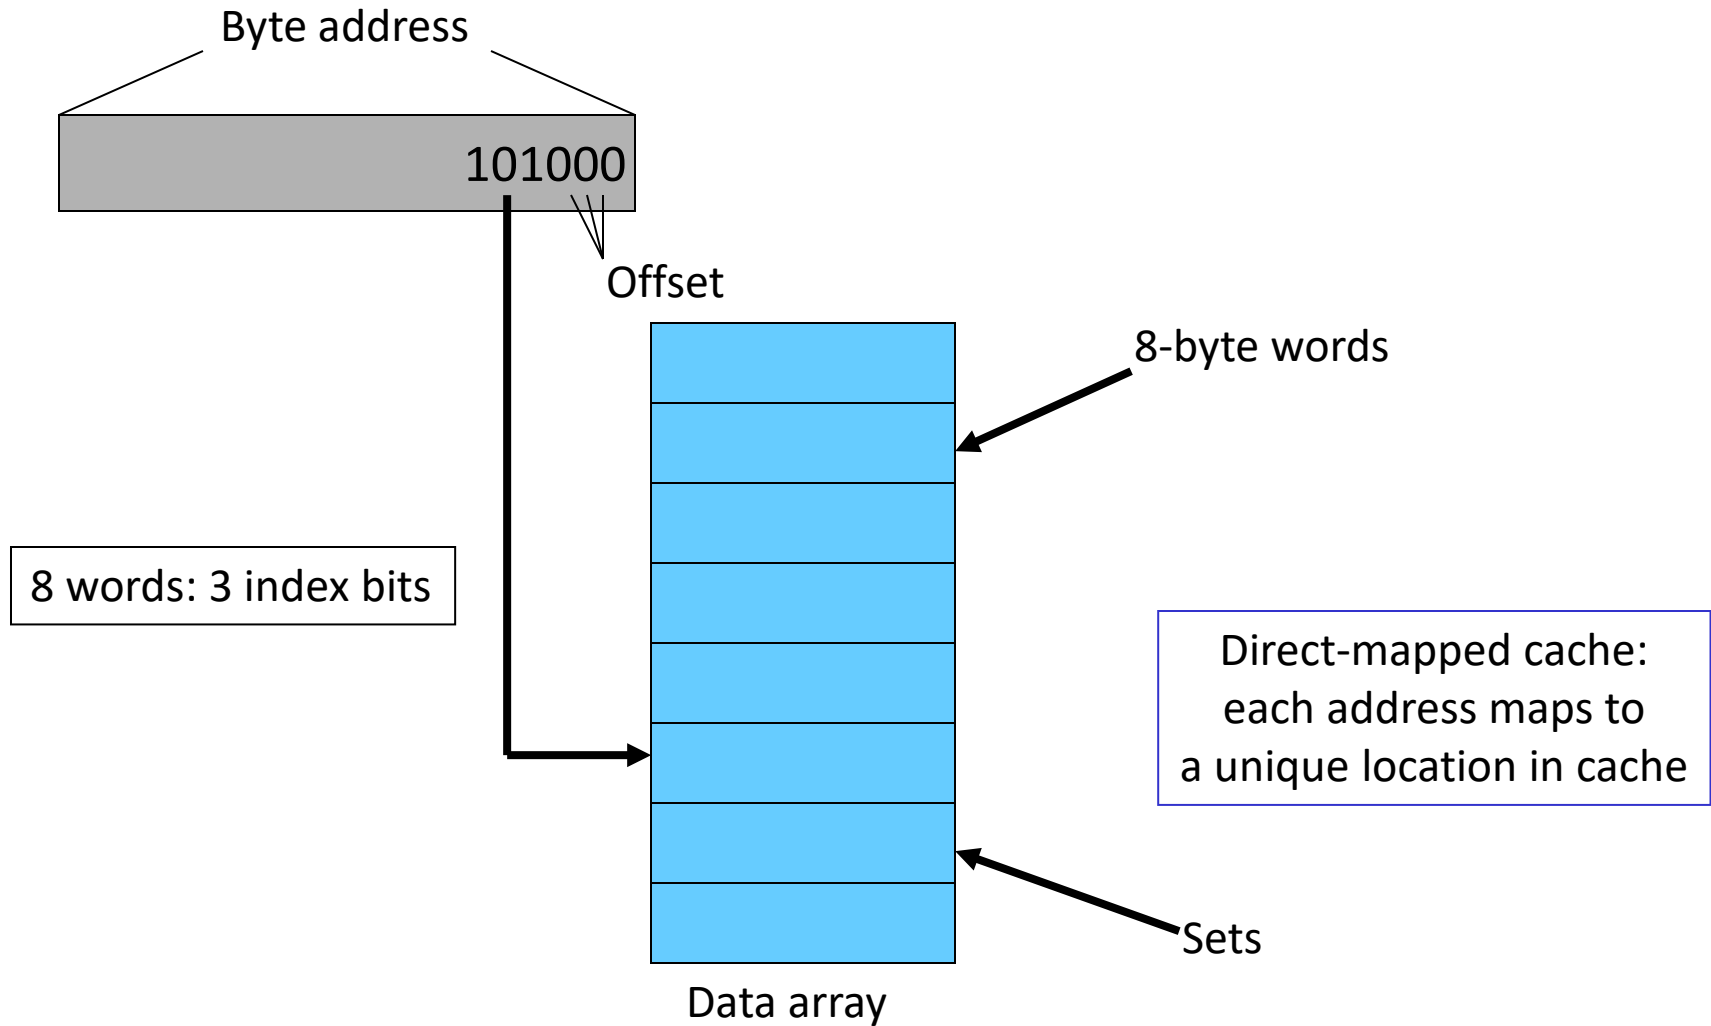 Byte address
101000
Offset
8-byte words
8 words: 3 index bits
Direct-mapped cache:
each address maps to
a unique location in cache
Sets
Data array